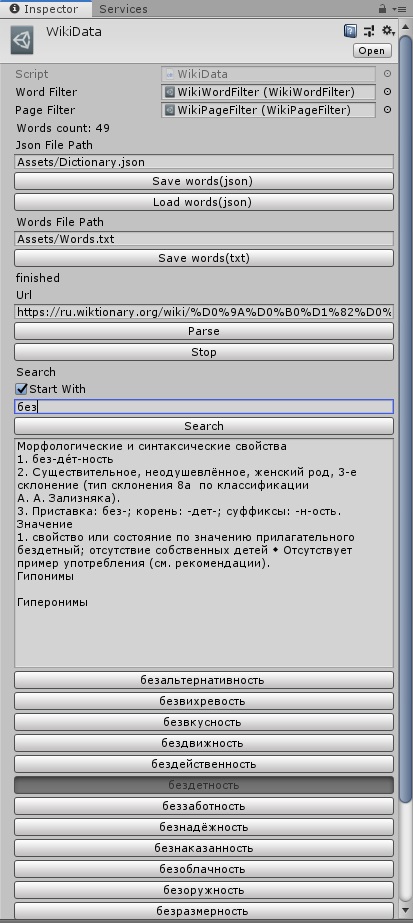 Inspector
Services
WikiData
Open
Script
WikiData
Word Filter
WikiWordFilter (WikiWordFilter)
Page Filter
WikiPageFilter (WikiPageFilter)
Words count: 49
Json File Path
Assets/Dictionary.json
Save words(json)
Load words(json)
Words File Path
Assets/Words.txt
Save words(txt)
finished
Url
https://ru.wiktionary.org/wiki/%D0%9A%D0%B0%D1%82%D0%
Parse
Stop
Search
Start With
без
Search
Морфологические и синтаксические свойства
1. без-де́т-ность
2. Существительное, неодушевлённое, женский род, 3-е
склонение (тип склонения 8a  по классификации
А. А. Зализняка).
3. Приставка: без-; корень: -дет-; суффиксы: -н-ость.
Значение
1. свойство или состояние по значению прилагательного
бездетный; отсутствие собственных детей ◆ Отсутствует
пример употребления (см. рекомендации).
Гипонимы
Гиперонимы
безальтернативность
безвихревость
безвкусность
бездвижность
бездейственность
бездетность
беззаботность
безнадёжность
безнаказанность
безоблачность
безоружность
безразмерность